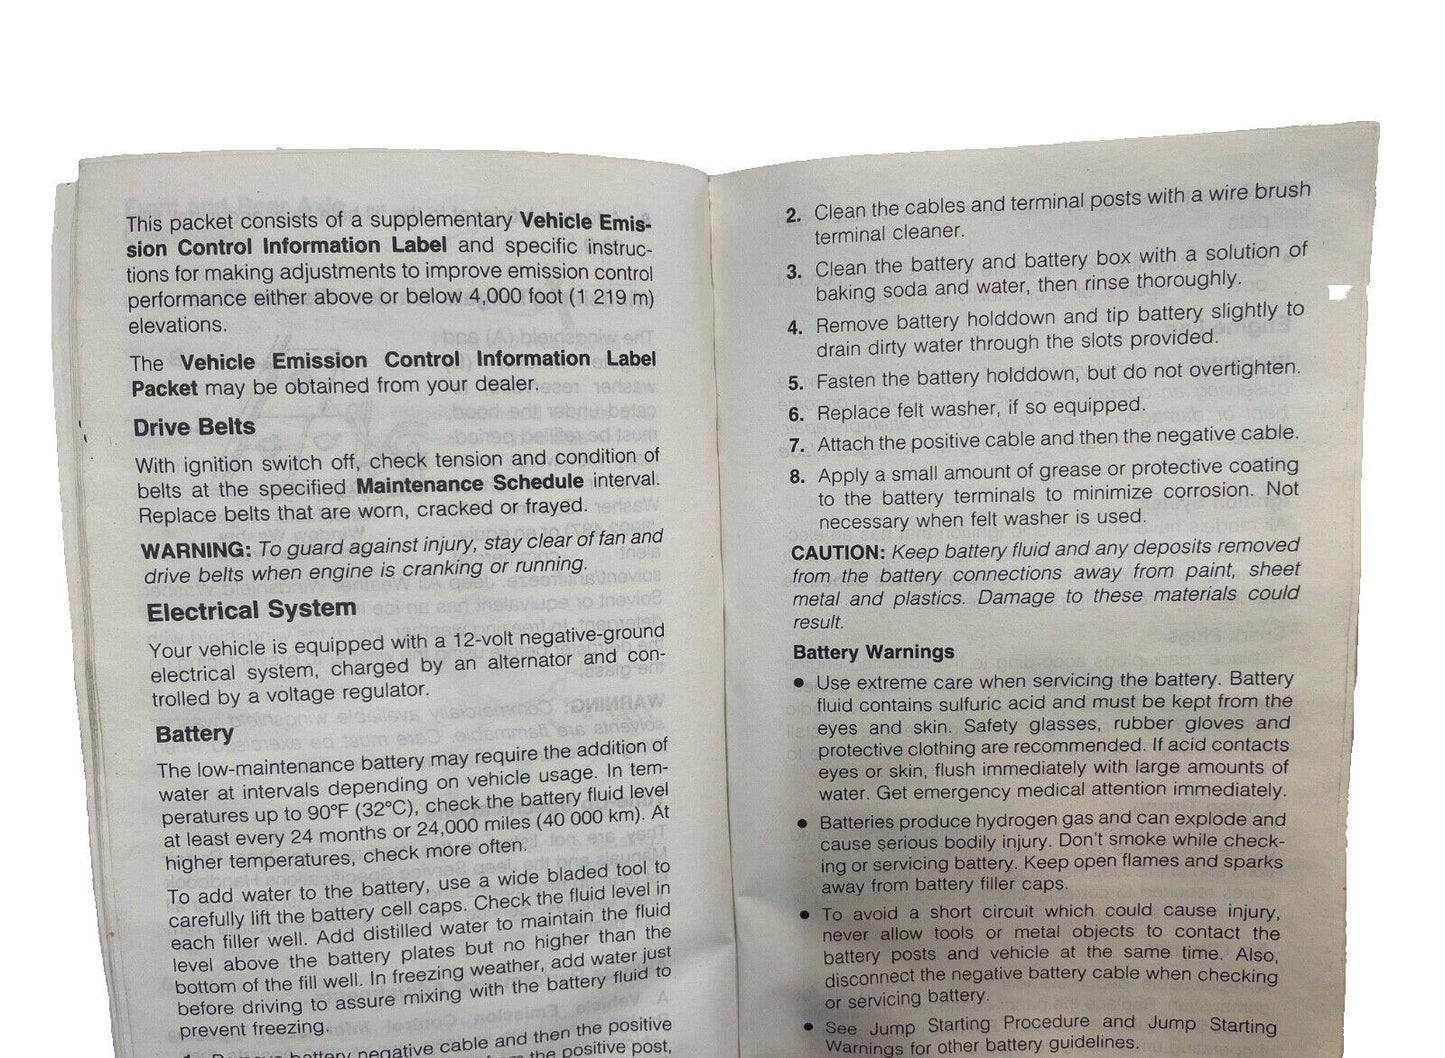 This packet consists of a supplementary Vehicle Emis-
sion Control Information Label and specific instruc-
tions for making adjustments to improve emission control
performance either above or below 4,000 foot (1 219 m)
elevations.
The Vehicle Emission Control Information Label
Packet may be obtained from your dealer.
Drive Belts
With ignition switch off, check tension and condition of
belts at the specified Maintenance Schedule interval.
Replace belts that are worn, cracked or frayed.
WARNING: To guard against injury, stay clear of fan and
drive belts when engine is cranking or running.
Electrical System
Your vehicle is equipped with a 12-volt negative-ground
electrical system, charged by an alternator and con-
trolled by a voltage regulator.
Battery
The low-maintenance battery may require the addition of
water at intervals depending on vehicle usage. In tem-
peratures up to 90°F (32°C), check the battery fluid level
at least every 24 months or 24,000 miles (40 000 km). At
higher temperatures, check more often.
To add water to the battery, use a wide bladed tool to
carefully lift the battery cell caps. Check the fluid level in
each filler well. Add distilled water to maintain the fluid
level above the battery plates but no higher than the
bottom of the fill well. In freezing weather, add water just
before driving to assure mixing with the battery fluid to
prevent freezing.
1. Remove battery negative cable and then the positive
the positive post,
2. Clean the cables and terminal posts with a wire brush
terminal cleaner.
3. Clean the battery and battery box with a solution of
baking soda and water, then rinse thoroughly.
4. Remove battery holddown and tip battery slightly to
drain dirty water through the slots provided.
5. Fasten the battery holddown, but do not overtighten.
6. Replace felt washer, if so equipped.
7. Attach the positive cable and then the negative cable.
8. Apply a small amount of grease or protective coating
to the battery terminals to minimize corrosion. Not
necessary when felt washer is used.
CAUTION: Keep battery fluid and any deposits removed
from the battery connections away from paint, sheet
metal and plastics. Damage to these materials could
result.
Battery Warnings
● Use extreme care when servicing the battery. Battery
fluid contains sulfuric acid and must be kept from the
eyes and skin. Safety glasses, rubber gloves and
protective clothing are recommended. If acid contacts
eyes or skin, flush immediately with large amounts of
water. Get emergency medical attention immediately.
● Batteries produce hydrogen gas and can explode and
cause serious bodily injury. Don't smoke while check-
ing or servicing battery. Keep open flames and sparks
away from battery filler caps.
● To avoid a short circuit which could cause injury,
never allow tools or metal objects to contact the
battery posts and vehicle at the same time. Also,
disconnect the negative battery cable when checking
or servicing battery.
● See Jump Starting Procedure and Jump Starting
Warnings for other battery guidelines.